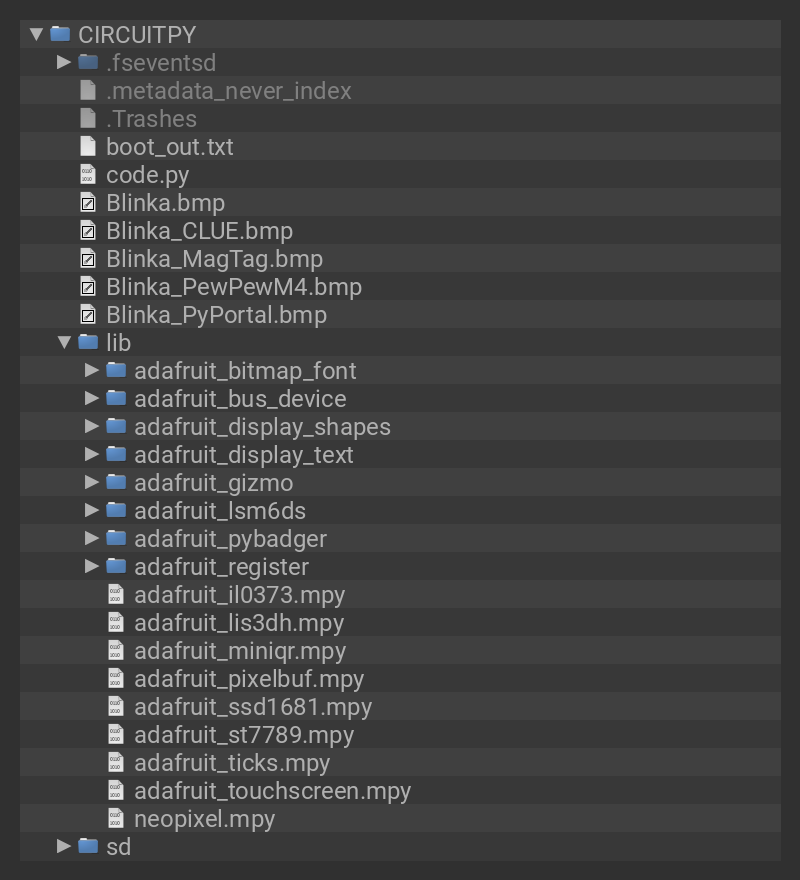 CIRCUITPY
.fseventsd
.metadata_never_index
.Trashes
boot_out.txt
code.py
Blinka.bmp
Blinka_CLUE.bmp
Blinka_MagTag.bmp
Blinka_PewPewM4.bmp
Blinka_PyPortal.bmp
lib
adafruit_bitmap_font
adafruit_bus_device
adafruit_display_shapes
adafruit_display_text
adafruit_gizmo
adafruit_lsm6ds
adafruit_pybadger
adafruit_register
adafruit_il0373.mpy
adafruit_lis3dh.mpy
adafruit_miniqr.mpy
adafruit_pixelbuf.mpy
adafruit_ssd1681.mpy
adafruit_st7789.mpy
adafruit_ticks.mpy
adafruit_touchscreen.mpy
neopixel.mpy
sd